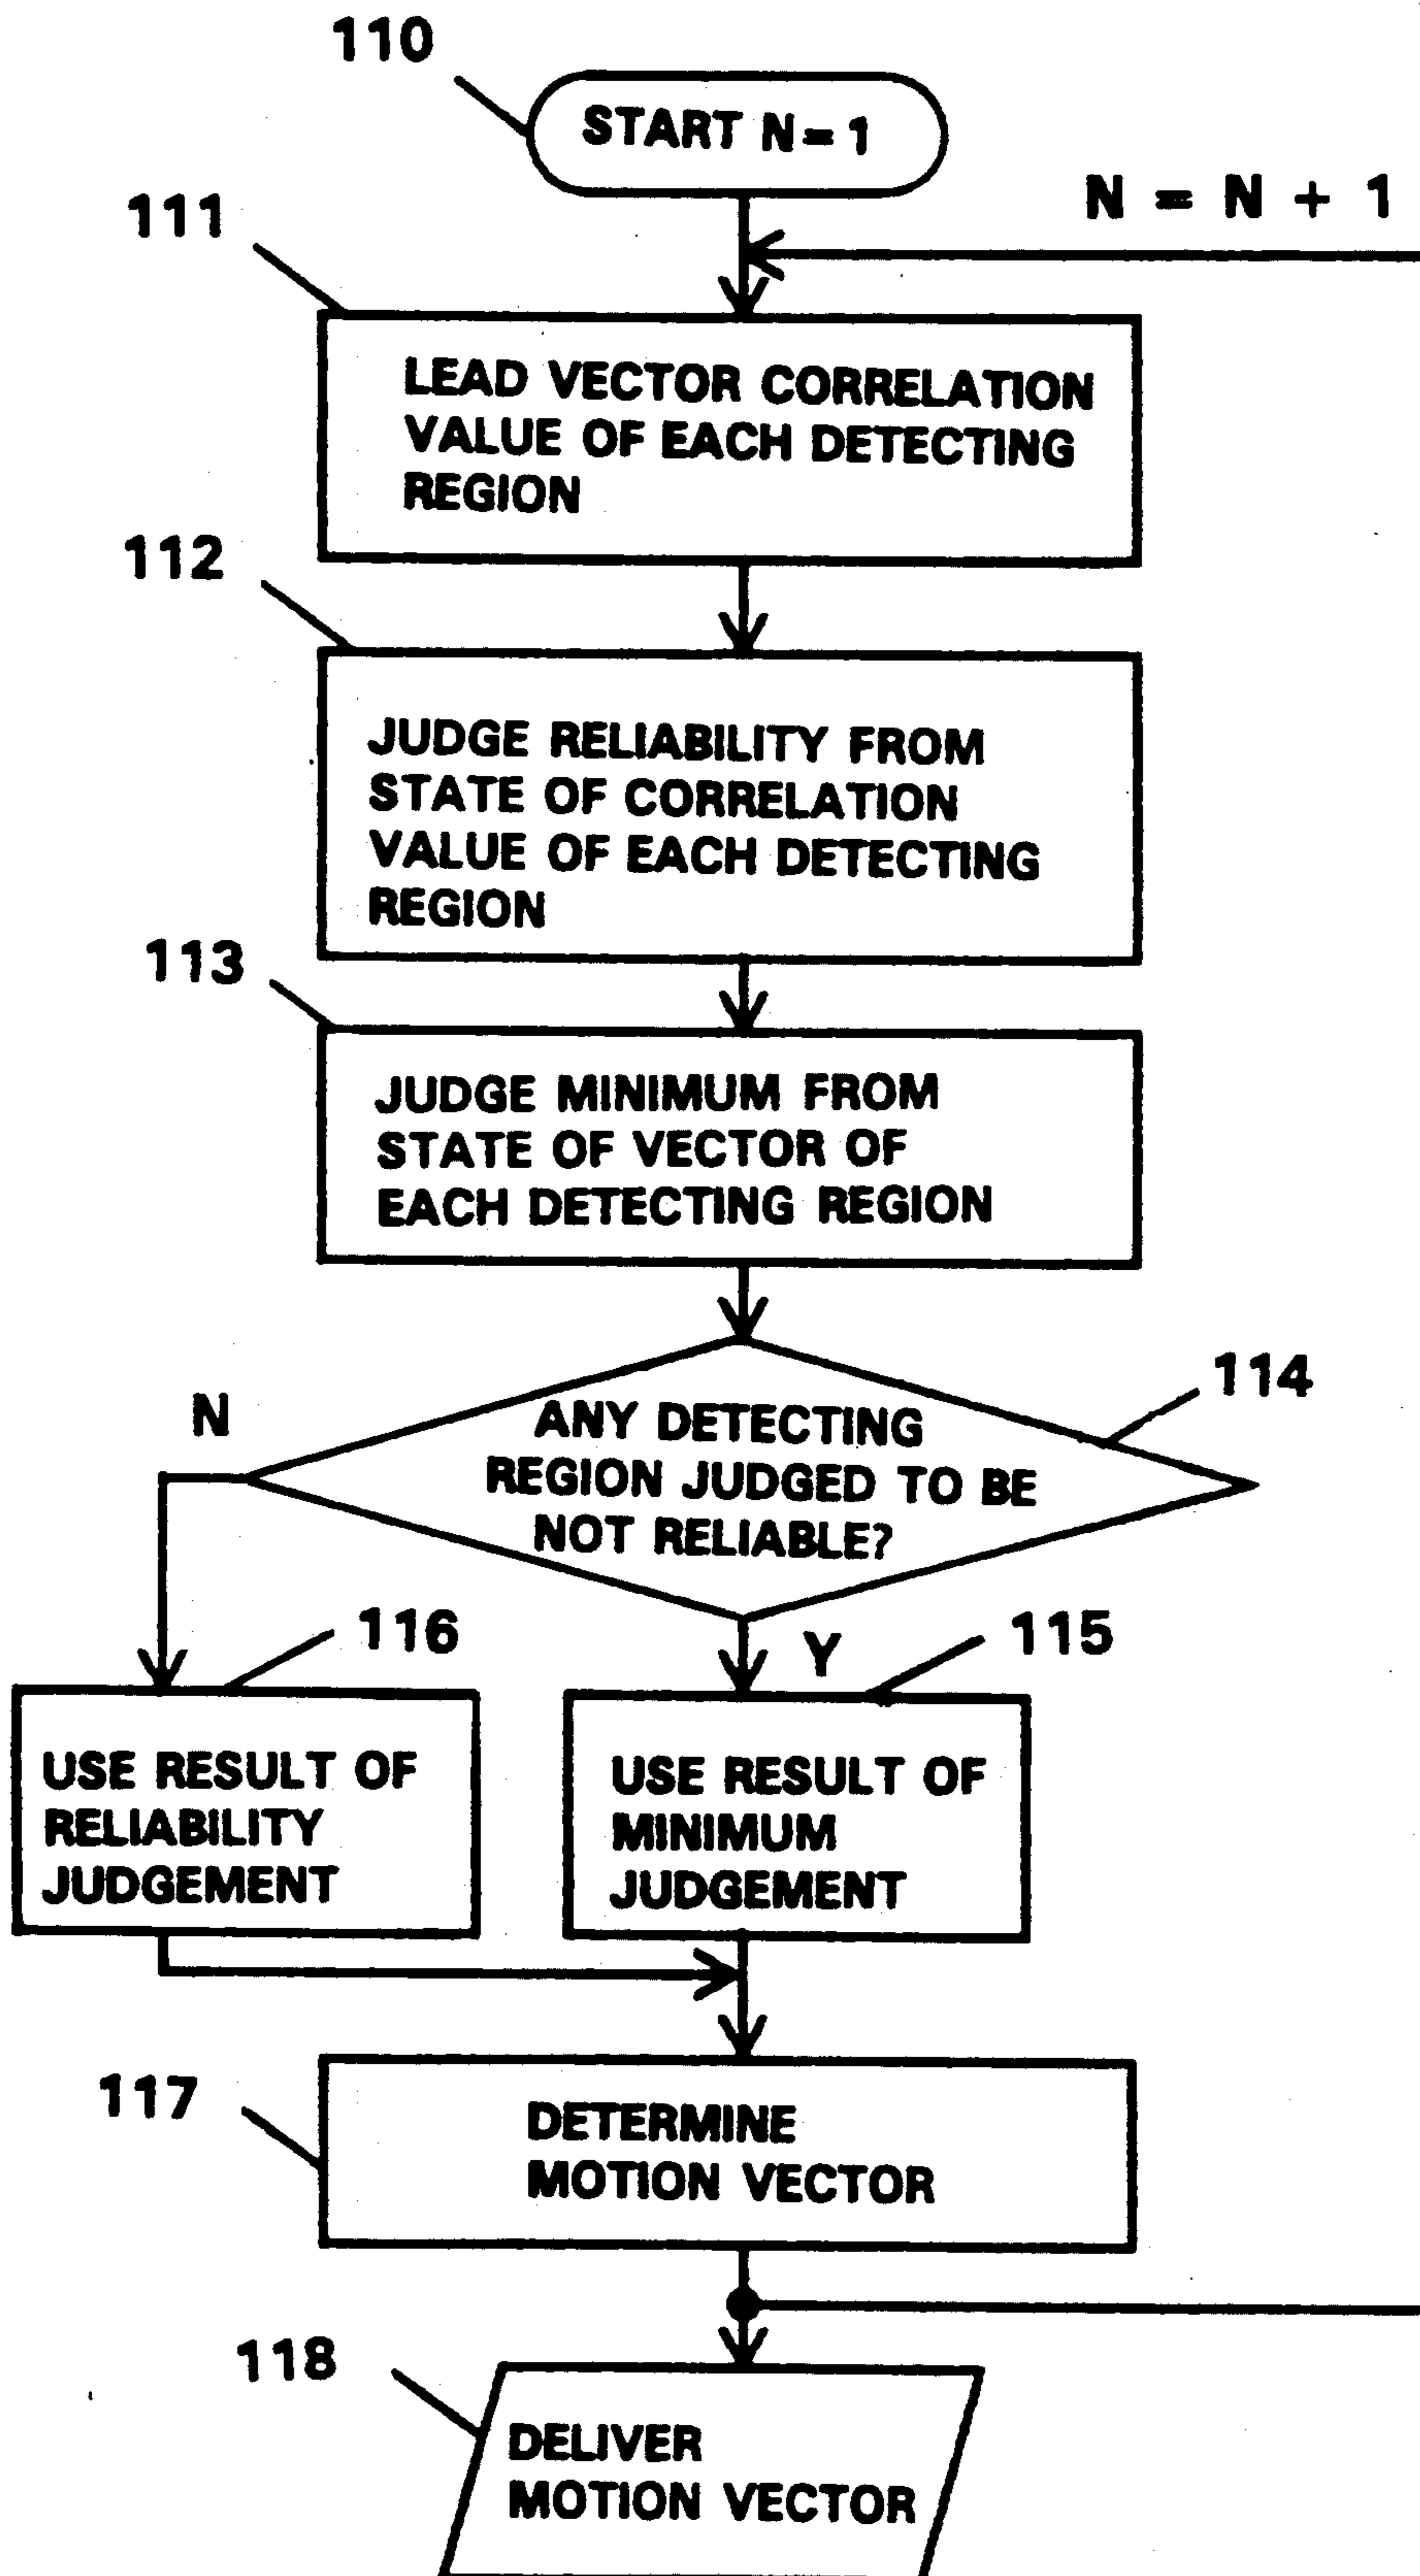 110
START N=1
N = N + 1
111
LEAD VECTOR CORRELATION
VALUE OF EACH DETECTING
REGION
112
JUDGE RELIABILITY FROM
STATE OF CORRELATION
VALUE OF EACH DETECTING
REGION
113
JUDGE MINIMUM FROM
STATE OF VECTOR OF
EACH DETECTING REGION
114
N
ANY DETECTING
REGION JUDGED TO BE
NOT RELIABLE?
116
Y
115
USE RESULT OF
RELIABILITY
JUDGEMENT
USE RESULT OF
MINIMUM
JUDGEMENT
117
DETERMINE
MOTION VECTOR
118
DELIVER
MOTION VECTOR